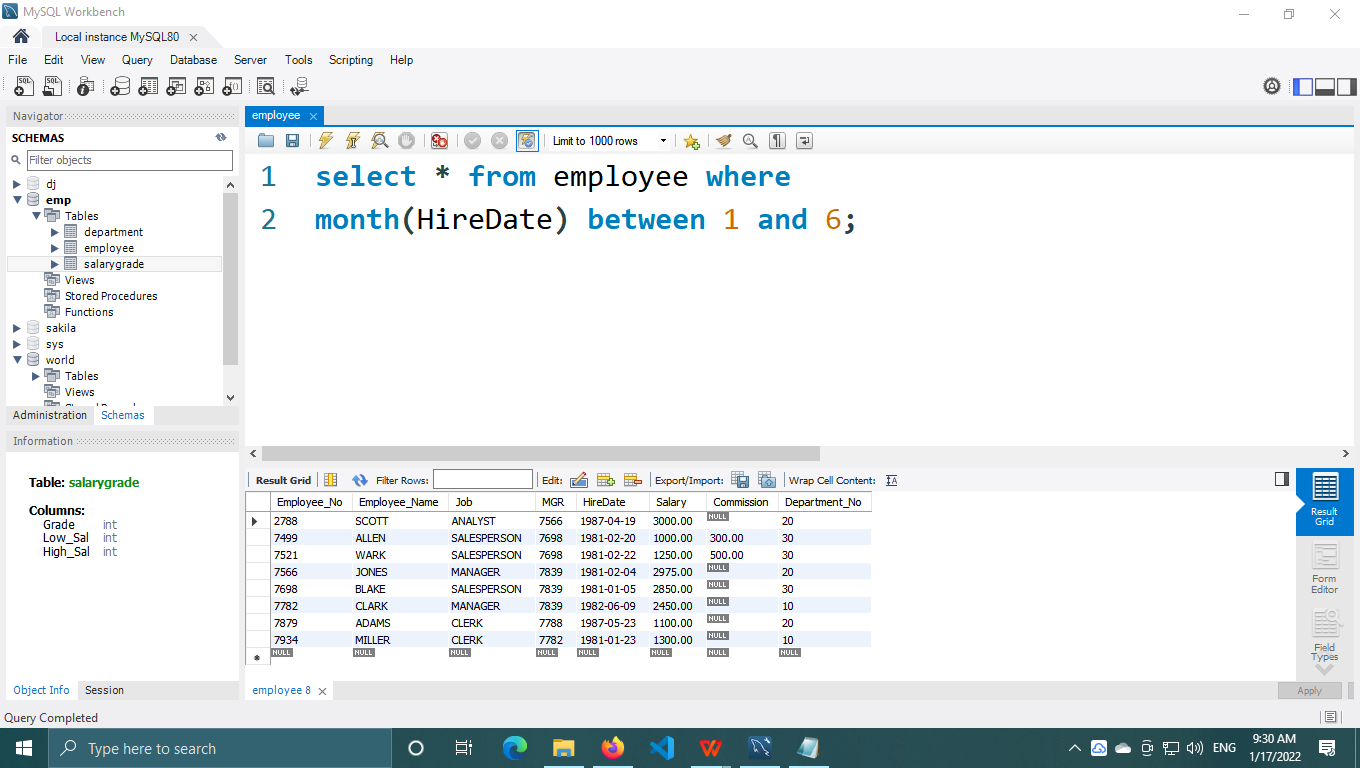 MySQL Workbench
Local instance MySQL80
File Edit View Query Database Server Tools Scripting Help
Navigator
SCHEMAS
Filter objects
dj
emp
Tables
department
employee
salarygrade
Views
Stored Procedures
Functions
sakila
sys
world
Tables
Views
Administration Schemas
Information
Table: salarygrade
Columns:
Grade int
Low_Sal int
High_Sal int
Object Info Session
employee
Limit to 1000 rows
1 select * from employee where
2 month(HireDate) between 1 and 6;
Result Grid Filter Rows: Edit: Export/Import: Wrap Cell Content:
Employee_No Employee_Name Job MGR HireDate Salary Commission Department_No
2788 SCOTT ANALYST 7566 1987-04-19 3000.00 NULL 20
7499 ALLEN SALESPERSON 7698 1981-02-20 1000.00 300.00 30
7521 WARK SALESPERSON 7698 1981-02-22 1250.00 500.00 30
7566 JONES MANAGER 7839 1981-02-04 2975.00 NULL 20
7698 BLAKE SALESPERSON 7839 1981-01-05 2850.00 NULL 30
7782 CLARK MANAGER 7839 1982-06-09 2450.00 NULL 10
7879 ADAMS CLERK 7788 1987-05-23 1100.00 NULL 20
7934 MILLER CLERK 7782 1981-01-23 1300.00 NULL 10
NULL NULL NULL NULL NULL NULL NULL NULL
Result
Grid
Form
Editor
Field
Types
employee 8
Apply
Query Completed
Type here to search
ENG
9:30 AM
1/17/2022